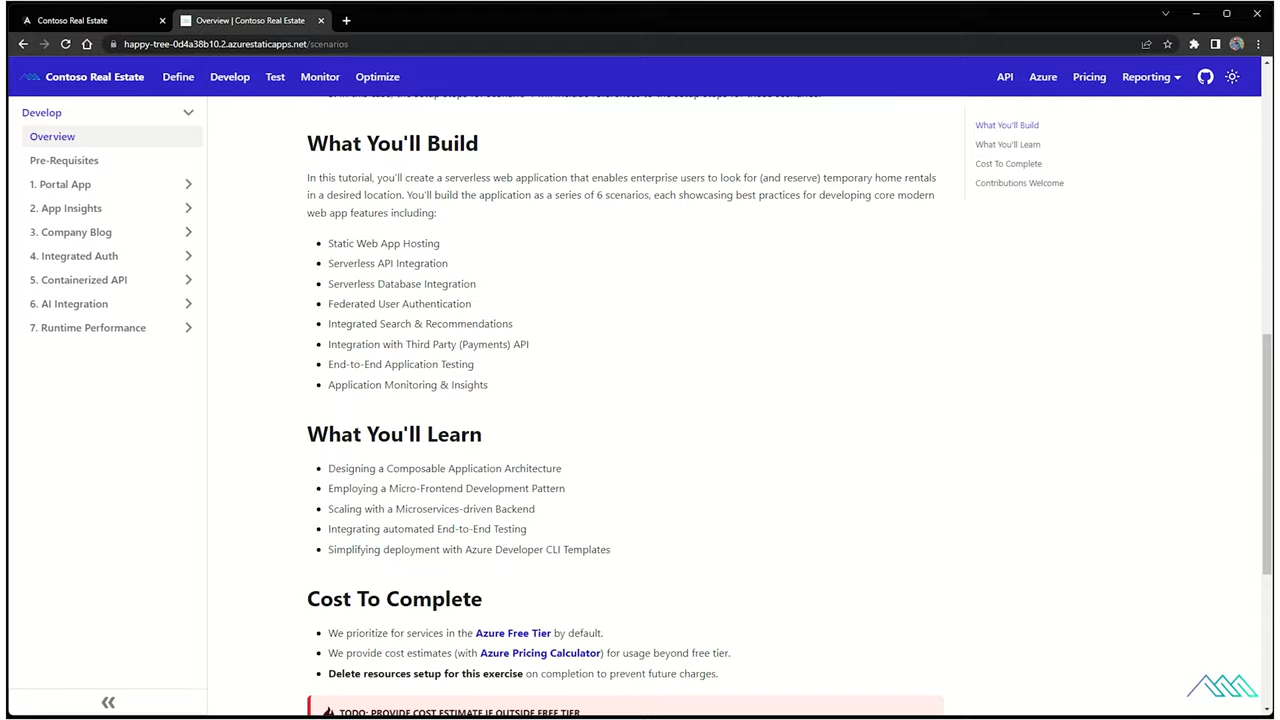 Contoso Real Estate
Overview | Contoso Real Estate
happy-tree-0d4a38b10.2.azurestaticapps.net/scenarios
Contoso Real Estate Define Develop Test Monitor Optimize API Azure Pricing Reporting
Develop
Overview
Pre-Requisites
1. Portal App
2. App Insights
3. Company Blog
4. Integrated Auth
5. Containerized API
6. AI Integration
7. Runtime Performance
What You'll Build
In this tutorial, you'll create a serverless web application that enables enterprise users to look for (and reserve) temporary home rentals
in a desired location. You'll build the application as a series of 6 scenarios, each showcasing best practices for developing core modern
web app features including:
Static Web App Hosting
Serverless API Integration
Serverless Database Integration
Federated User Authentication
Integrated Search & Recommendations
Integration with Third Party (Payments) API
End-to-End Application Testing
Application Monitoring & Insights
What You'll Learn
Designing a Composable Application Architecture
Employing a Micro-Frontend Development Pattern
Scaling with a Microservices-driven Backend
Integrating automated End-to-End Testing
Simplifying deployment with Azure Developer CLI Templates
Cost To Complete
We prioritize for services in the Azure Free Tier by default.
We provide cost estimates (with Azure Pricing Calculator) for usage beyond free tier.
Delete resources setup for this exercise on completion to prevent future charges.
TODO: PROVIDE COST ESTIMATE IF OUTSIDE FREE TIER
What You'll Build
What You'll Learn
Cost To Complete
Contributions Welcome